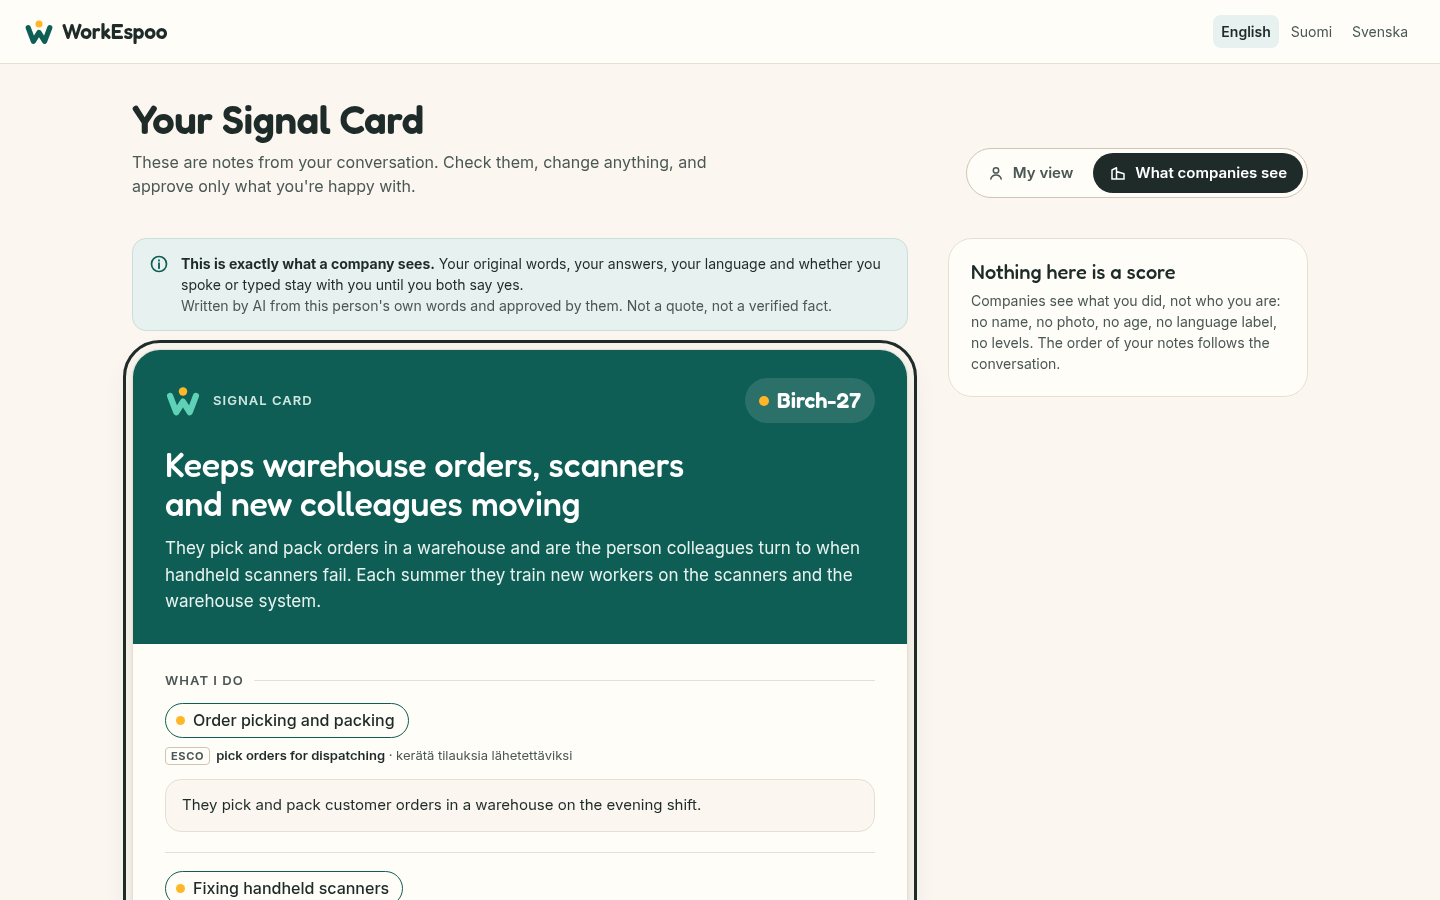 WorkEspoo
English Suomi Svenska
Your Signal Card
These are notes from your conversation. Check them, change anything, and
approve only what you're happy with.
My view What companies see
This is exactly what a company sees. Your original words, your answers, your language and whether you
spoke or typed stay with you until you both say yes.
Written by AI from this person's own words and approved by them. Not a quote, not a verified fact.
Nothing here is a score
Companies see what you did, not who you are:
no name, no photo, no age, no language label,
no levels. The order of your notes follows the
conversation.
SIGNAL CARD
Birch-27
Keeps warehouse orders, scanners
and new colleagues moving
They pick and pack orders in a warehouse and are the person colleagues turn to when
handheld scanners fail. Each summer they train new workers on the scanners and the
warehouse system.
WHAT I DO
Order picking and packing
ESCO pick orders for dispatching · kerätä tilauksia lähetettäviksi
They pick and pack customer orders in a warehouse on the evening shift.
Fixing handheld scanners